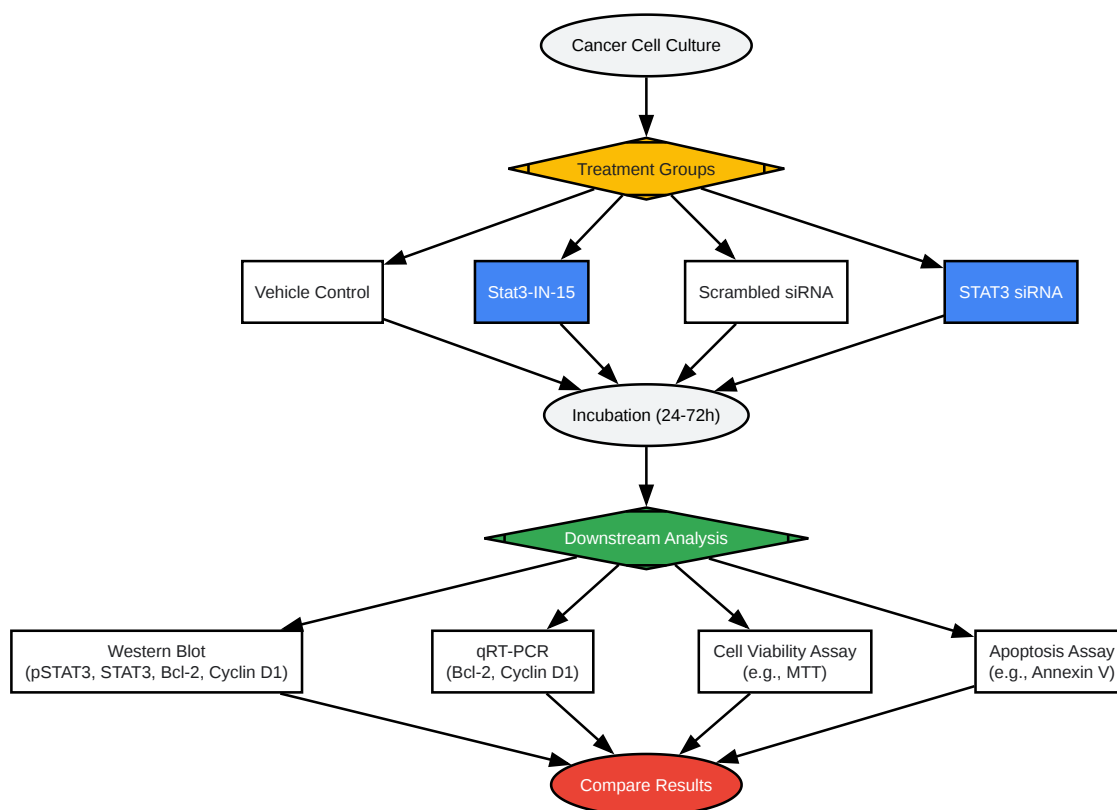 Cancer Cell Culture
Treatment Groups
Vehicle Control
Stat3-IN-15
Scrambled siRNA
STAT3 siRNA
Incubation (24-72h)
Downstream Analysis
Western Blot
(pSTAT3, STAT3, Bcl-2, Cyclin D1)
qRT-PCR
(Bcl-2, Cyclin D1)
Cell Viability Assay
(e.g., MTT)
Apoptosis Assay
(e.g., Annexin V)
Compare Results